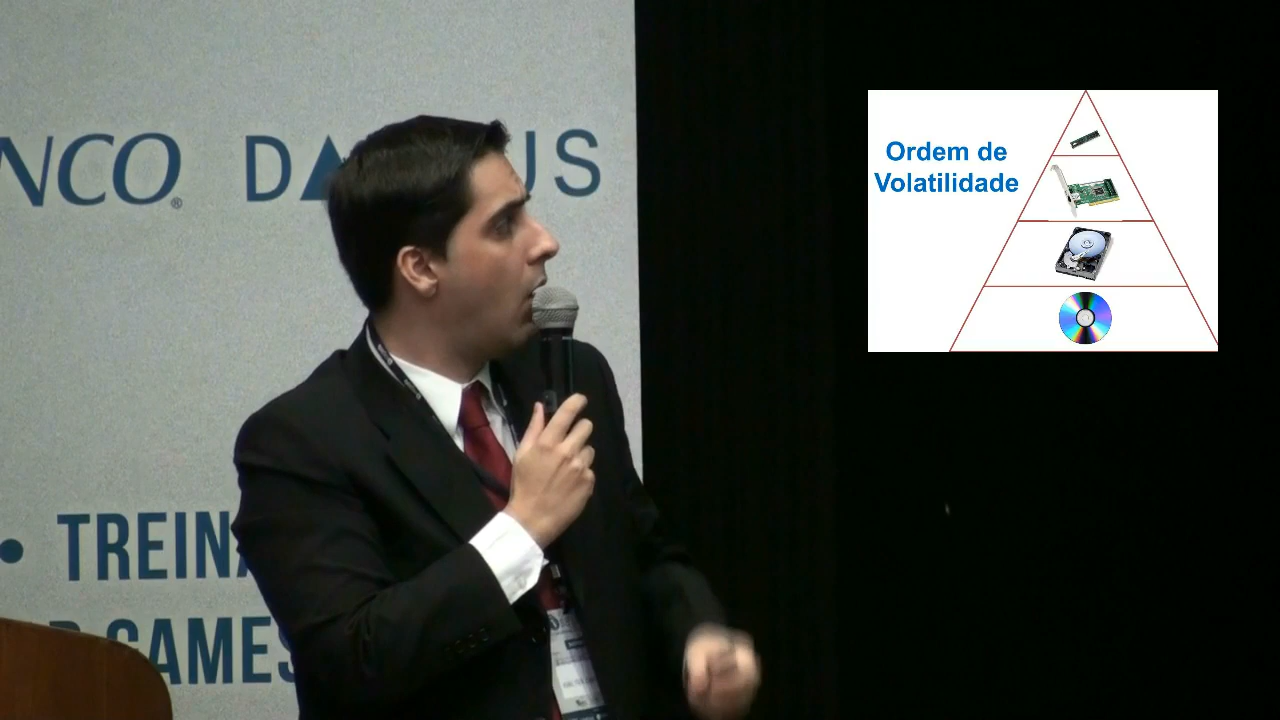 NCO®
D
US
• TREIN
GAMES
Ordem de
Volatilidade